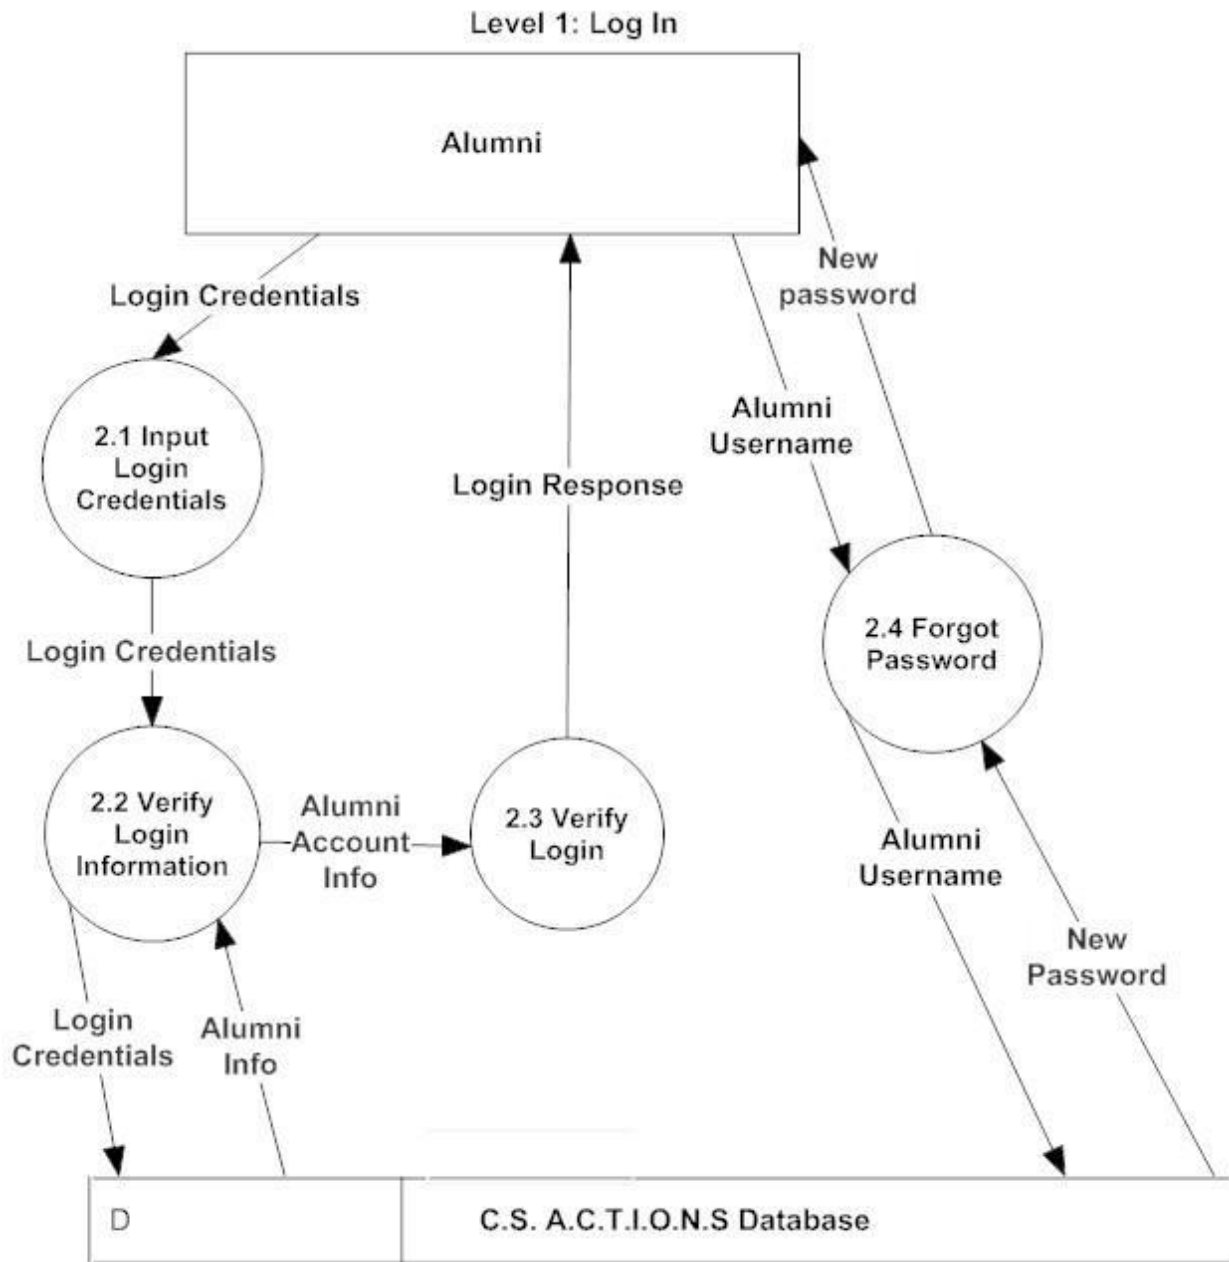 Level 1: Log In
Alumni
Login Credentials
New
password
2.1 Input
Login
Credentials
Alumni
Username
Login Response
2.4 Forgot
Password
Login Credentials
2.2 Verify
Login
Information
Alumni
Account
Info
2.3 Verify
Login
Alumni
Username
New
Password
Login
Credentials
Alumni
Info
D
C.S. A.C.T.I.O.N.S Database